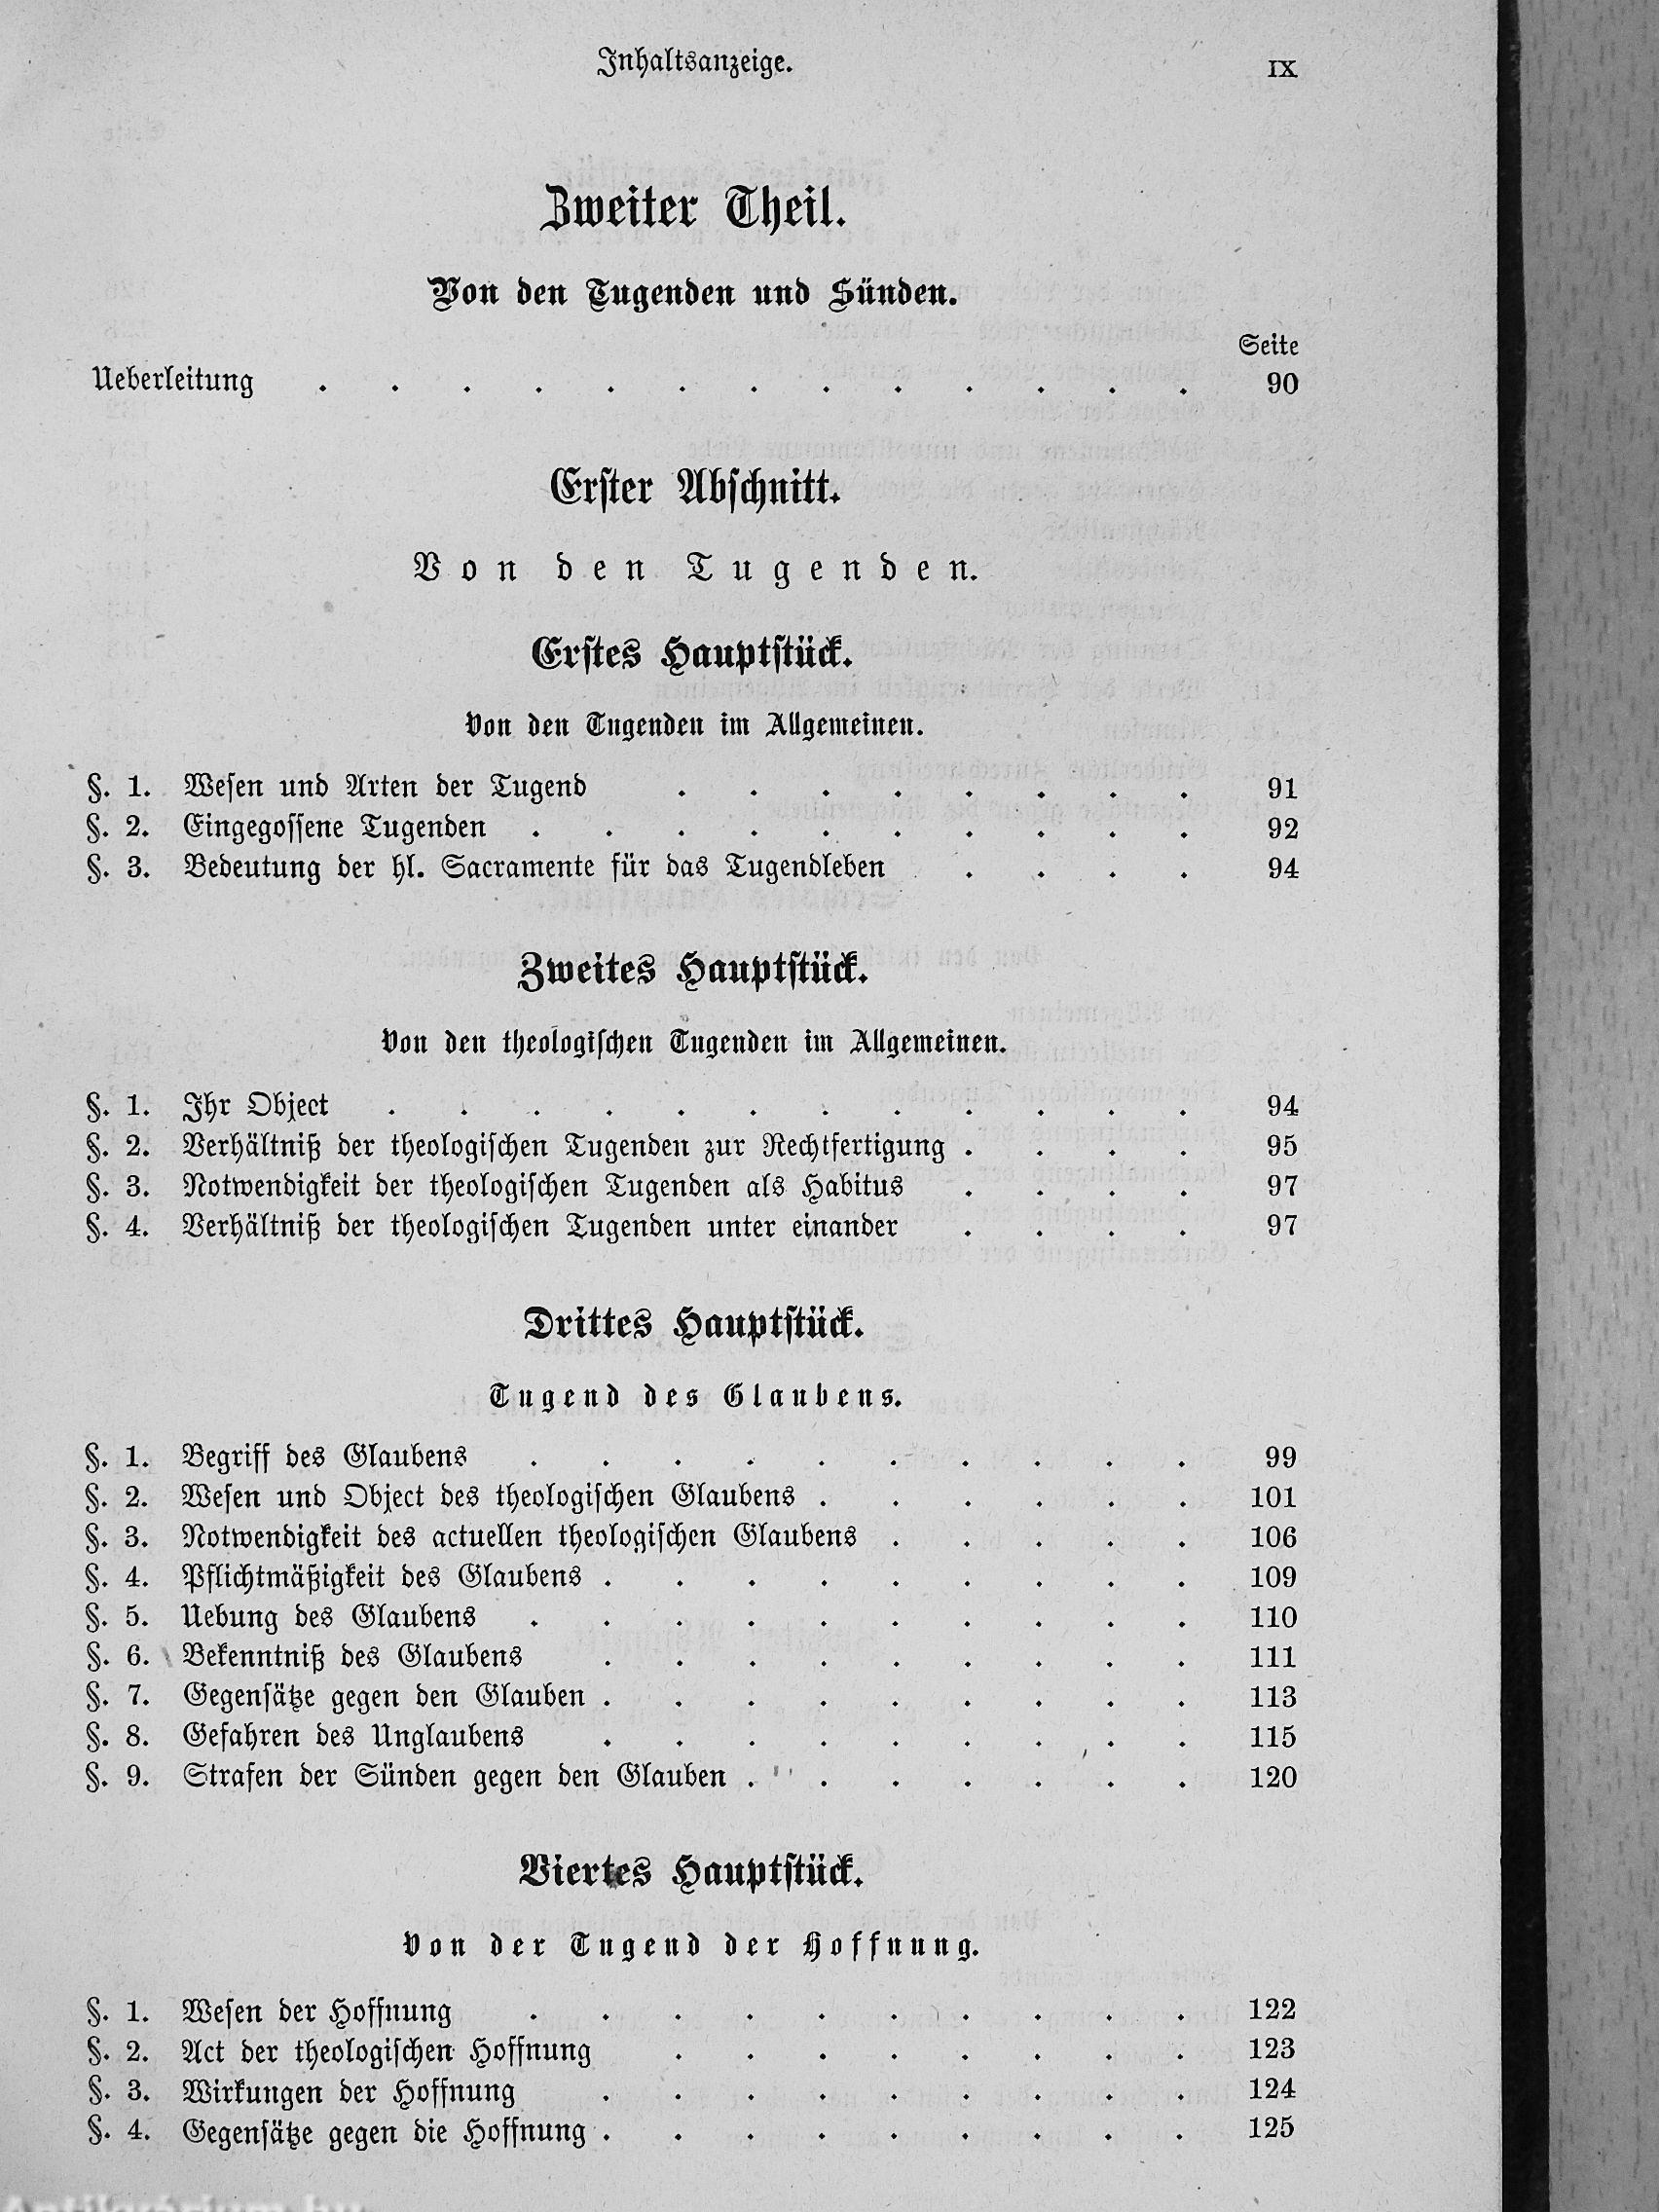 Inhaltsanzeige. IX
Zweiter Theil.
Von den Tugenden und Sünden.
Seite
Ueberleitung . . . . . . . . . . . . . 90
Erster Abschnitt.
Von den Tugenden.
Erstes Hauptstück.
Von den Tugenden im Allgemeinen.
§. 1. Wesen und Arten der Tugend . . . . . . . . 91
§. 2. Eingegossene Tugenden . . . . . . . . . . 92
§. 3. Bedeutung der hl. Sacramente für das Tugendleben . . . . 94
Zweites Hauptstück.
Von den theologischen Tugenden im Allgemeinen.
§. 1. Ihr Object . . . . . . . . . . . . 94
§. 2. Verhältniß der theologischen Tugenden zur Rechtfertigung . . . . 95
§. 3. Notwendigkeit der theologischen Tugenden als Habitus . . . . 97
§. 4. Verhältniß der theologischen Tugenden unter einander . . . . 97
Drittes Hauptstück.
Tugend des Glaubens.
§. 1. Begriff des Glaubens . . . . . . . . . . 99
§. 2. Wesen und Object des theologischen Glaubens . . . . . . 101
§. 3. Notwendigkeit des actuellen theologischen Glaubens . . . . . 106
§. 4. Pflichtmäßigkeit des Glaubens . . . . . . . . . 109
§. 5. Uebung des Glaubens . . . . . . . . . . 110
§. 6. Bekenntniß des Glaubens . . . . . . . . . 111
§. 7. Gegensätze gegen den Glauben . . . . . . . . . 113
§. 8. Gefahren des Unglaubens . . . . . . . . . 115
§. 9. Strafen der Sünden gegen den Glauben . . . . . . . 120
Viertes Hauptstück.
Von der Tugend der Hoffnung.
§. 1. Wesen der Hoffnung . . . . . . . . . . 122
§. 2. Act der theologischen Hoffnung . . . . . . . . 123
§. 3. Wirkungen der Hoffnung . . . . . . . . . 124
§. 4. Gegensätze gegen die Hoffnung . . . . . . . . . 125